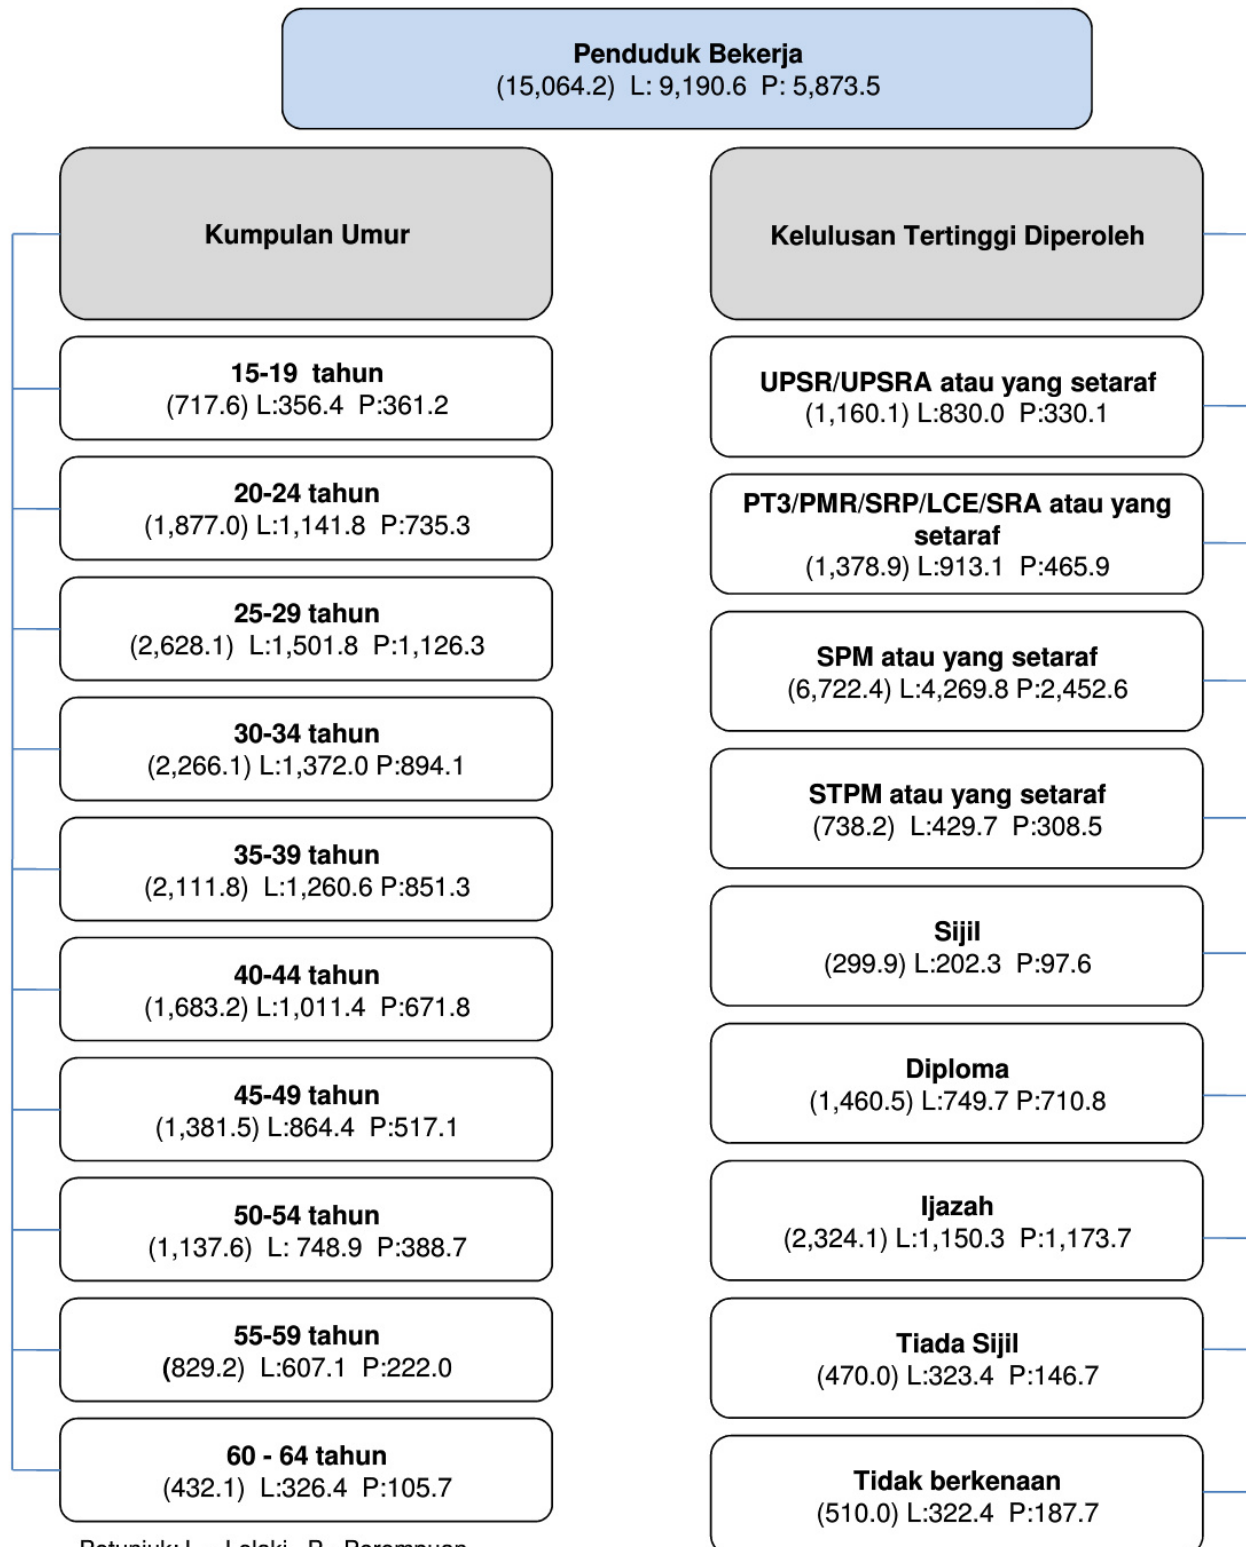 Penduduk Bekerja
(15,064.2) L: 9,190.6 P: 5,873.5
Kumpulan Umur
15-19 tahun
(717.6) L:356.4 P:361.2
20-24 tahun
(1,877.0) L:1,141.8 P:735.3
25-29 tahun
(2,628.1) L:1,501.8 P:1,126.3
30-34 tahun
(2,266.1) L:1,372.0 P:894.1
35-39 tahun
(2,111.8) L:1,260.6 P:851.3
40-44 tahun
(1,683.2) L:1,011.4 P:671.8
45-49 tahun
(1,381.5) L:864.4 P:517.1
50-54 tahun
(1,137.6) L: 748.9 P:388.7
55-59 tahun
(829.2) L:607.1 P:222.0
60 - 64 tahun
(432.1) L:326.4 P:105.7
Petunjuk: L - Lelaki P - Perempuan
Kelulusan Tertinggi Diperoleh
UPSR/UPSRA atau yang setaraf
(1,160.1) L:830.0 P:330.1
PT3/PMR/SRP/LCE/SRA atau yang
setaraf
(1,378.9) L:913.1 P:465.9
SPM atau yang setaraf
(6,722.4) L:4,269.8 P:2,452.6
STPM atau yang setaraf
(738.2) L:429.7 P:308.5
Sijil
(299.9) L:202.3 P:97.6
Diploma
(1,460.5) L:749.7 P:710.8
Ijazah
(2,324.1) L:1,150.3 P:1,173.7
Tiada Sijil
(470.0) L:323.4 P:146.7
Tidak berkenaan
(510.0) L:322.4 P:187.7